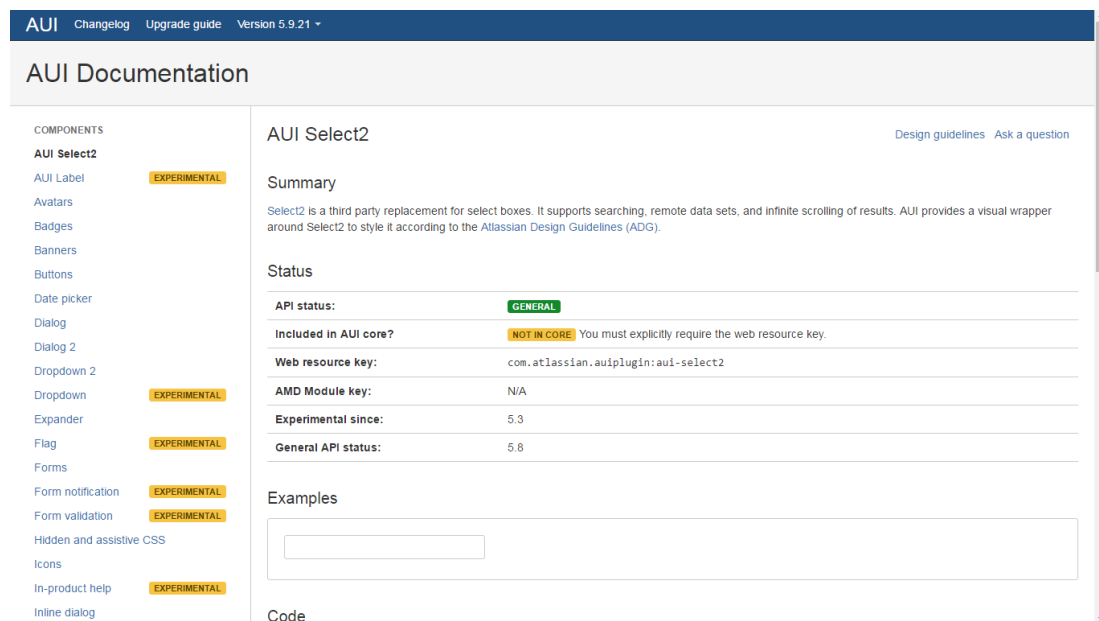 AUI Changelog Upgrade guide Version 5.9.21
AUI Documentation
COMPONENTS
AUI Select2
AUI Label EXPERIMENTAL
Avatars
Badges
Banners
Buttons
Date picker
Dialog
Dialog 2
Dropdown 2
Dropdown EXPERIMENTAL
Expander
Flag EXPERIMENTAL
Forms
Form notification EXPERIMENTAL
Form validation EXPERIMENTAL
Hidden and assistive CSS
Icons
In-product help EXPERIMENTAL
Inline dialog
AUI Select2
Design guidelines Ask a question
Summary
Select2 is a third party replacement for select boxes. It supports searching, remote data sets, and infinite scrolling of results. AUI provides a visual wrapper
around Select2 to style it according to the Atlassian Design Guidelines (ADG).
Status
API status: GENERAL
Included in AUI core? NOT IN CORE You must explicitly require the web resource key.
Web resource key: com.atlassian.auiplugin:aui-select2
AMD Module key: N/A
Experimental since: 5.3
General API status: 5.8
Examples
Code